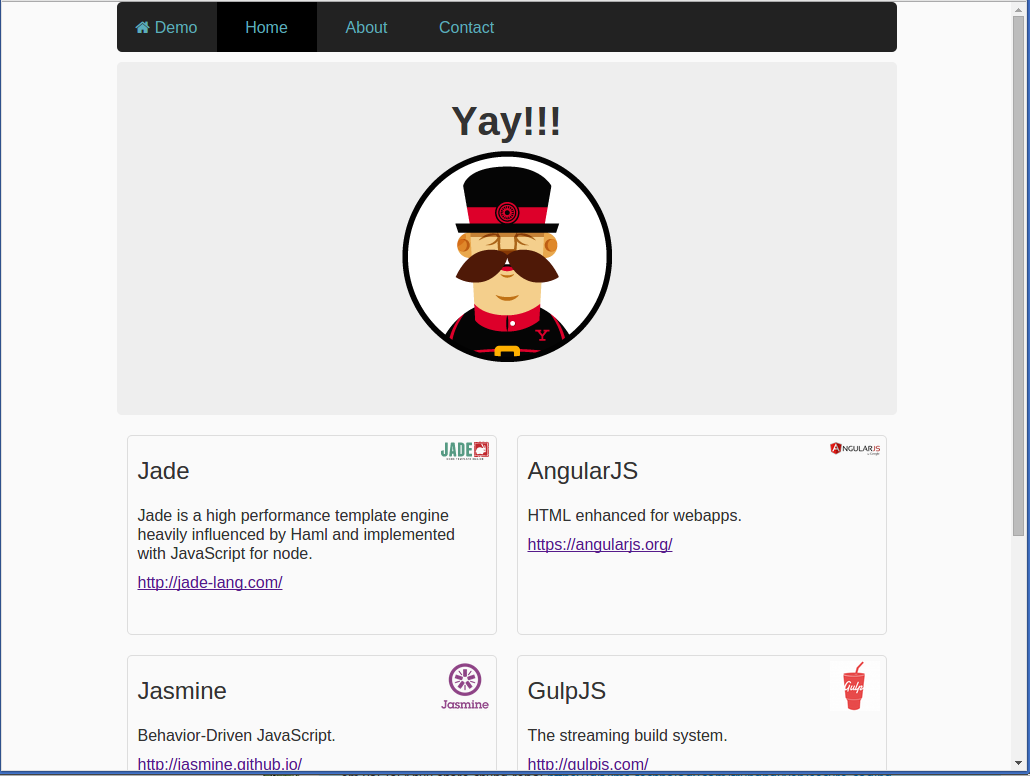 Demo Home About Contact
Yay!!!
Y
JADE
Jade
Jade is a high performance template engine
heavily influenced by Haml and implemented
with JavaScript for node.
http://jade-lang.com/
ANGULARJS
AngularJS
HTML enhanced for webapps.
https://angularjs.org/
Jasmine
Jasmine
Behavior-Driven JavaScript.
http://jasmine.github.io/
Gulp
GulpJS
The streaming build system.
http://gulpjs.com/